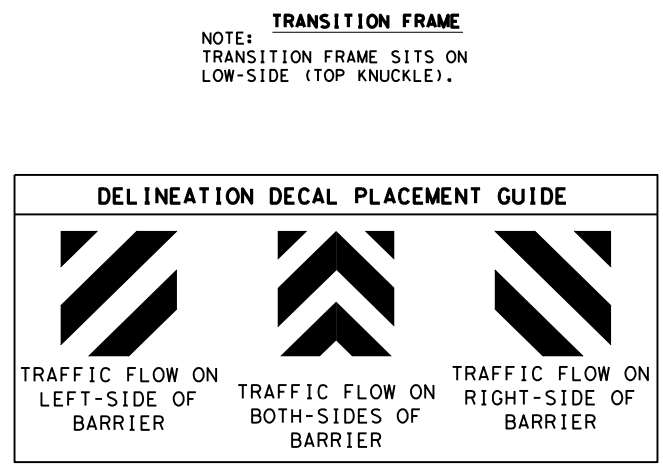 TRANSITION FRAME
NOTE:
TRANSITION FRAME SITS ON
LOW-SIDE (TOP KNUCKLE).
DELINEATION DECAL PLACEMENT GUIDE
TRAFFIC FLOW ON
LEFT-SIDE OF
BARRIER
TRAFFIC FLOW ON
BOTH-SIDES OF
BARRIER
TRAFFIC FLOW ON
RIGHT-SIDE OF
BARRIER